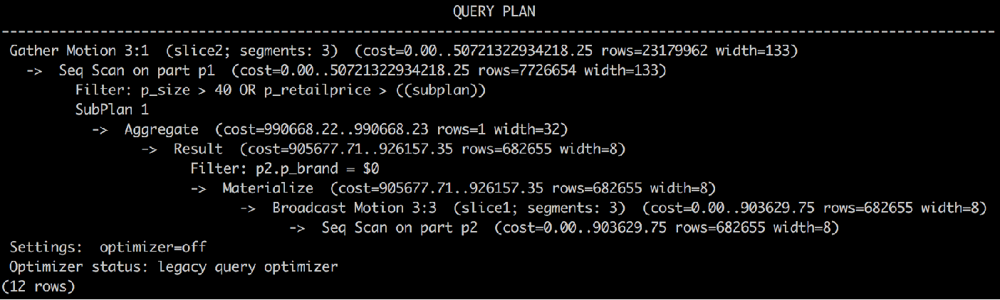 QUERY PLAN
--------------------------------------------------------------------------------------------------------------------------
Gather Motion 3:1  (slice2; segments: 3)  (cost=0.00..50721322934218.25 rows=23179962 width=133)
  ->  Seq Scan on part p1  (cost=0.00..50721322934218.25 rows=7726654 width=133)
        Filter: p_size > 40 OR p_retailprice > ((subplan))
        SubPlan 1
          ->  Aggregate  (cost=990668.22..990668.23 rows=1 width=32)
                ->  Result  (cost=905677.71..926157.35 rows=682655 width=8)
                      Filter: p2.p_brand = $0
                      ->  Materialize  (cost=905677.71..926157.35 rows=682655 width=8)
                            ->  Broadcast Motion 3:3  (slice1; segments: 3)  (cost=0.00..903629.75 rows=682655 width=8)
                                  ->  Seq Scan on part p2  (cost=0.00..903629.75 rows=682655 width=8)
Settings:  optimizer=off
Optimizer status: legacy query optimizer
(12 rows)